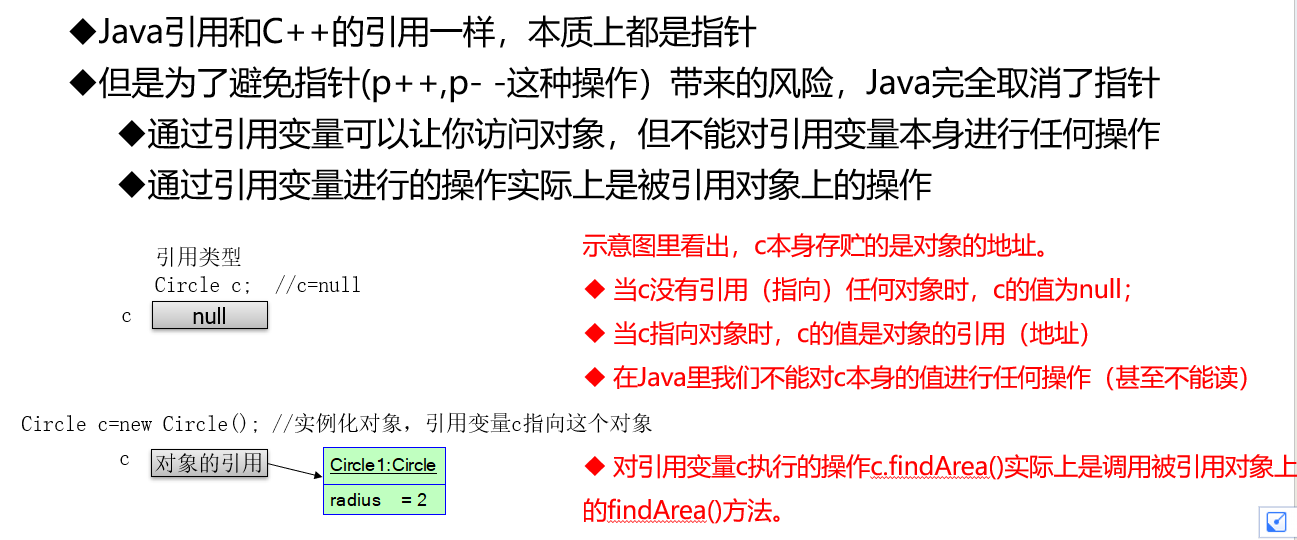 ◆Java引用和C++的引用一样，本质上都是指针
◆但是为了避免指针(p++,p- -这种操作）带来的风险，Java完全取消了指针
◆通过引用变量可以让你访问对象，但不能对引用变量本身进行任何操作
◆通过引用变量进行的操作实际上是被引用对象上的操作
引用类型
Circle c;  //c=null
c
null
示意图里看出，c本身存贮的是对象的地址。
◆ 当c没有引用（指向）任何对象时，c的值为null；
◆ 当c指向对象时，c的值是对象的引用（地址）
◆ 在Java里我们不能对c本身的值进行任何操作（甚至不能读）
Circle c=new Circle(); //实例化对象，引用变量c指向这个对象
c
对象的引用
Circle1:Circle
radius   = 2
◆ 对引用变量c执行的操作c.findArea()实际上是调用被引用对象上
的findArea()方法。